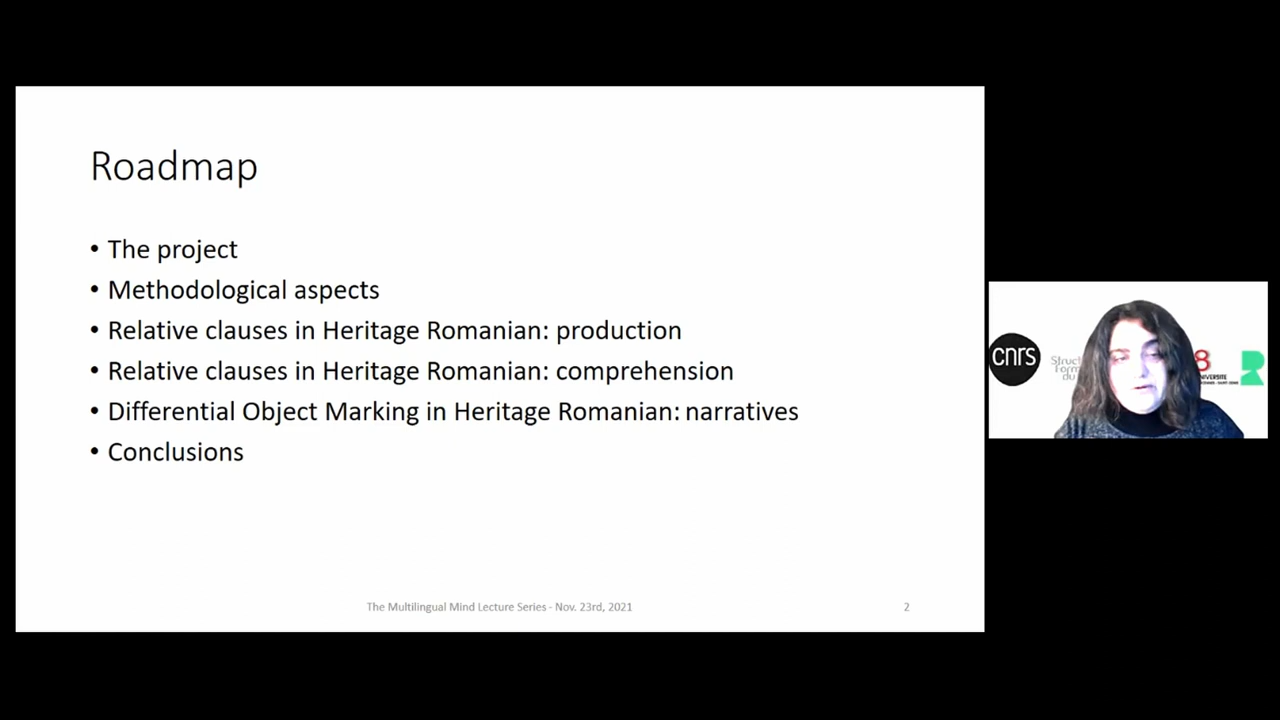 Roadmap
• The project
• Methodological aspects
• Relative clauses in Heritage Romanian: production
• Relative clauses in Heritage Romanian: comprehension
• Differential Object Marking in Heritage Romanian: narratives
• Conclusions
The Multilingual Mind Lecture Series - Nov. 23rd, 2021
2
cnrs
8